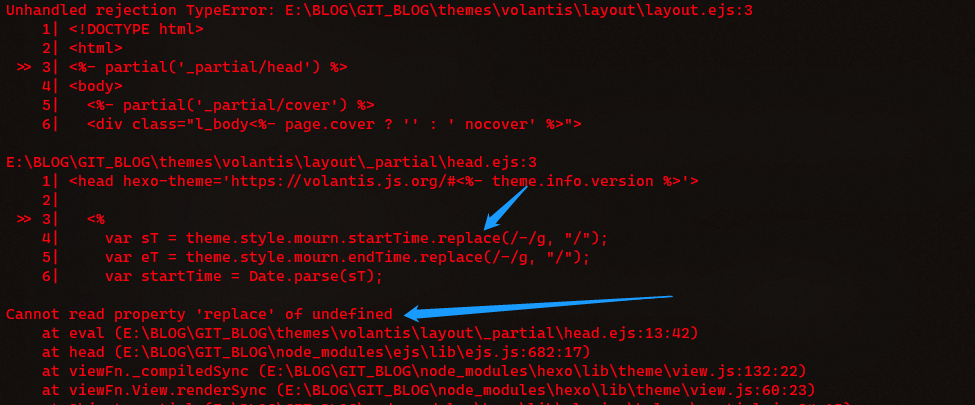 Unhandled rejection TypeError: E:\BLOG\GIT_BLOG\themes\volantis\layout\layout.ejs:3
    1| <!DOCTYPE html>
    2| <html>
 >> 3| <%- partial('_partial/head') %>
    4| <body>
    5|   <%- partial('_partial/cover') %>
    6|   <div class="l_body<%- page.cover ? '' : ' nocover' %>">
E:\BLOG\GIT_BLOG\themes\volantis\layout\_partial\head.ejs:3
    1| <head hexo-theme='https://volantis.js.org/#<%- theme.info.version %>'>
    2|
 >> 3|   <%
    4|     var sT = theme.style.mourn.startTime.replace(/-/g, "/");
    5|     var eT = theme.style.mourn.endTime.replace(/-/g, "/");
    6|     var startTime = Date.parse(sT);
Cannot read property 'replace' of undefined
    at eval (E:\BLOG\GIT_BLOG\themes\volantis\layout\_partial\head.ejs:13:42)
    at head (E:\BLOG\GIT_BLOG\node_modules\ejs\lib\ejs.js:682:17)
    at viewFn._compiledSync (E:\BLOG\GIT_BLOG\node_modules\hexo\lib\theme\view.js:132:22)
    at viewFn.View.renderSync (E:\BLOG\GIT_BLOG\node_modules\hexo\lib\theme\view.js:60:23)